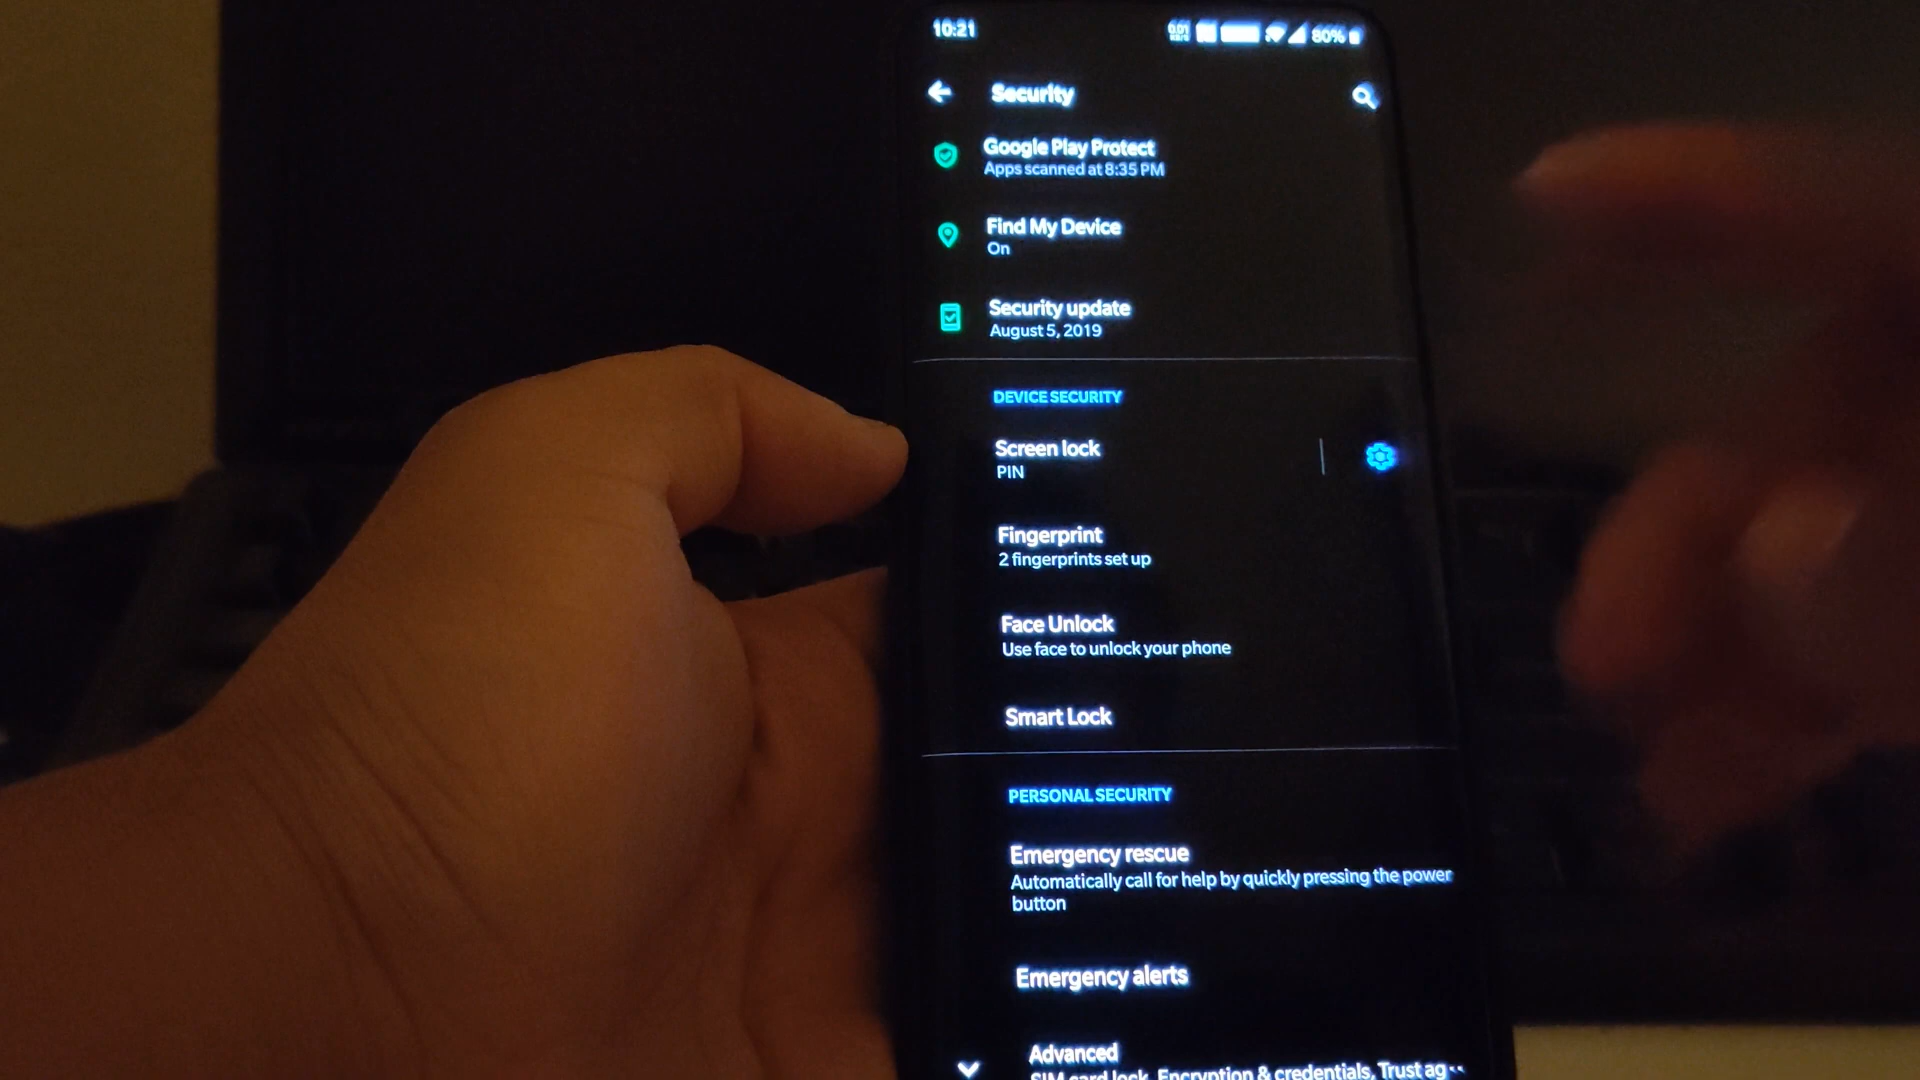 10:21
0.01
80%
Security
Google Play Protect
Apps scanned at 8:35 PM
Find My Device
On
Security update
August 5, 2019
DEVICE SECURITY
Screen lock
PIN
Fingerprint
2 fingerprints set up
Face Unlock
Use face to unlock your phone
Smart Lock
PERSONAL SECURITY
Emergency rescue
Automatically call for help by quickly pressing the power
button
Emergency alerts
Advanced
SIM card lock, Encryption & credentials, Trust ag··